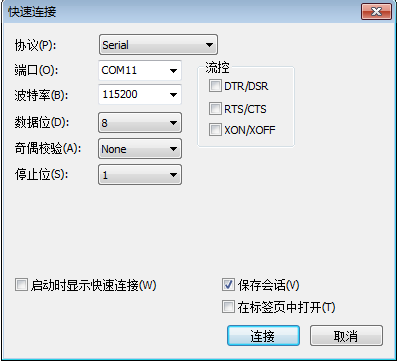 快速连接
协议(P):
Serial
端口(O):
COM11
流控
波特率(B):
115200
DTR/DSR
RTS/CTS
数据位(D):
8
XON/XOFF
奇偶校验(A):
None
停止位(S):
1
启动时显示快速连接(W)
保存会话(V)
在标签页中打开(T)
连接
取消